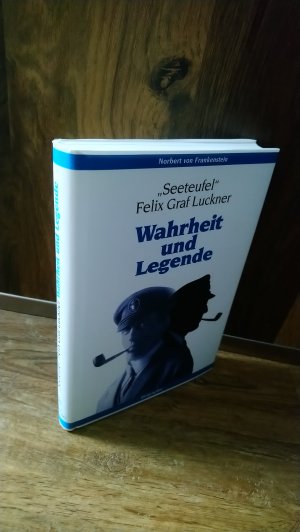 Norbert von Frankenstein
„Seeteufel"
Felix Graf Luckner
Wahrheit
und
Legende
Wahrheit und Legende